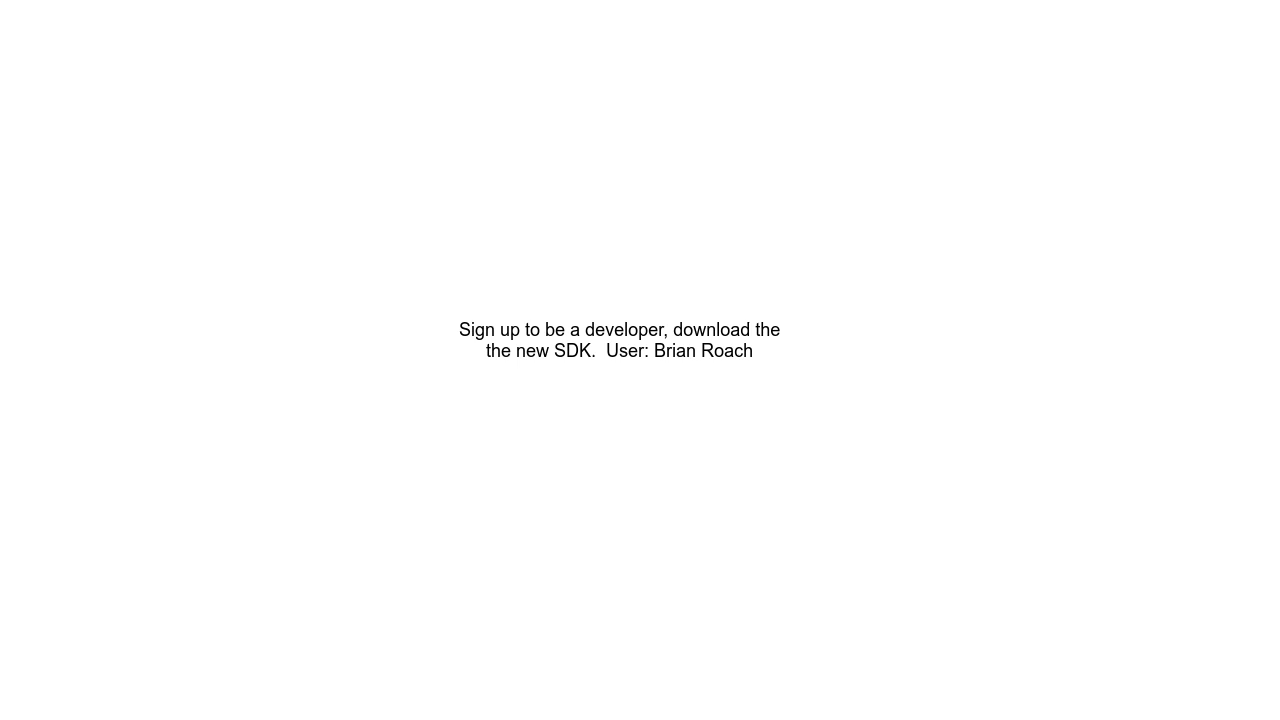 Sign up to be a developer, download the
the new SDK.  User: Brian Roach